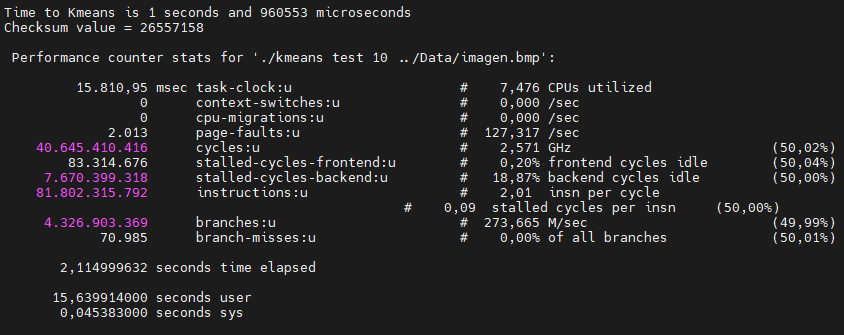 Time to Kmeans is 1 seconds and 960553 microseconds
Checksum value = 26557158
Performance counter stats for './kmeans test 10 ../Data/imagen.bmp':
15.810,95 msec task-clock:u # 7,476 CPUs utilized
0 context-switches:u # 0,000 /sec
0 cpu-migrations:u # 0,000 /sec
2.013 page-faults:u # 127,317 /sec
40.645.410.416 cycles:u # 2,571 GHz (50,02%)
83.314.676 stalled-cycles-frontend:u # 0,20% frontend cycles idle (50,04%)
7.670.399.318 stalled-cycles-backend:u # 18,87% backend cycles idle (50,00%)
81.802.315.792 instructions:u # 2,01 insn per cycle
# 0,09 stalled cycles per insn (50,00%)
4.326.903.369 branches:u # 273,665 M/sec (49,99%)
70.985 branch-misses:u # 0,00% of all branches (50,01%)
2,114999632 seconds time elapsed
15,639914000 seconds user
0,045383000 seconds sys